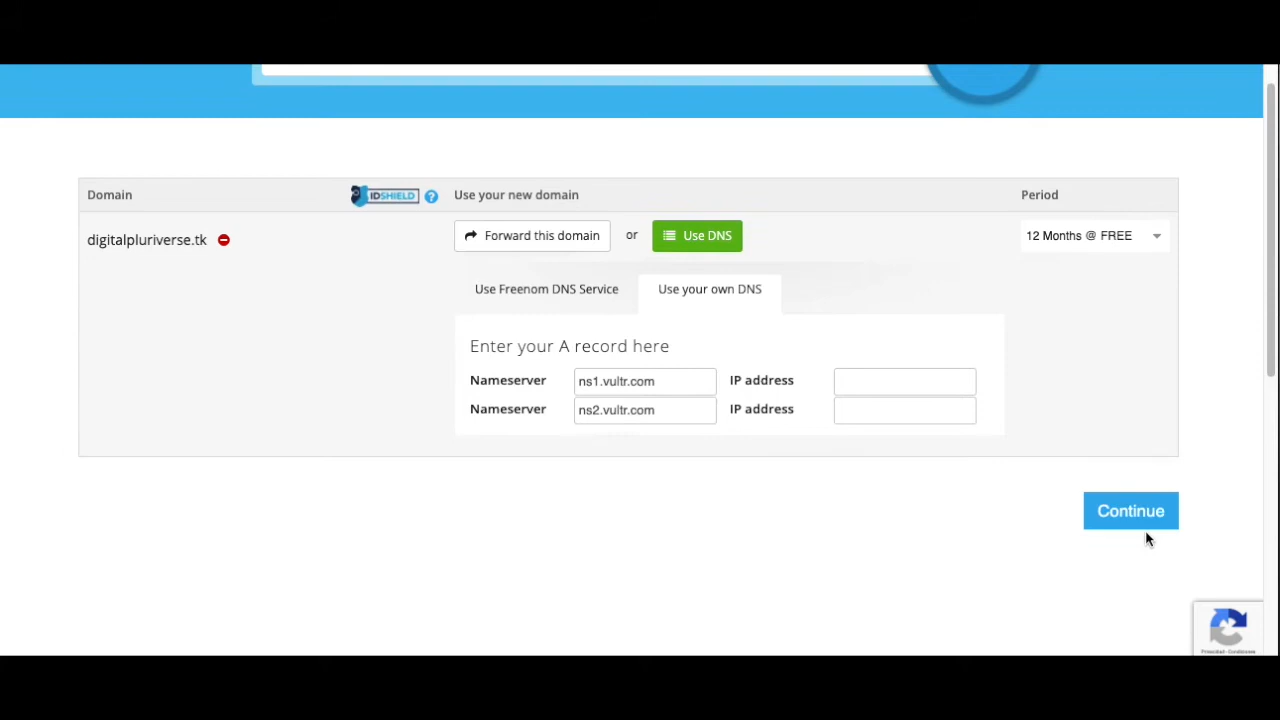 Domain IDSHIELD ? Use your new domain Period
digitalpluriverse.tk Forward this domain or Use DNS 12 Months @ FREE
Use Freenom DNS Service Use your own DNS
Enter your A record here
Nameserver ns1.vultr.com IP address
Nameserver ns2.vultr.com IP address
Continue